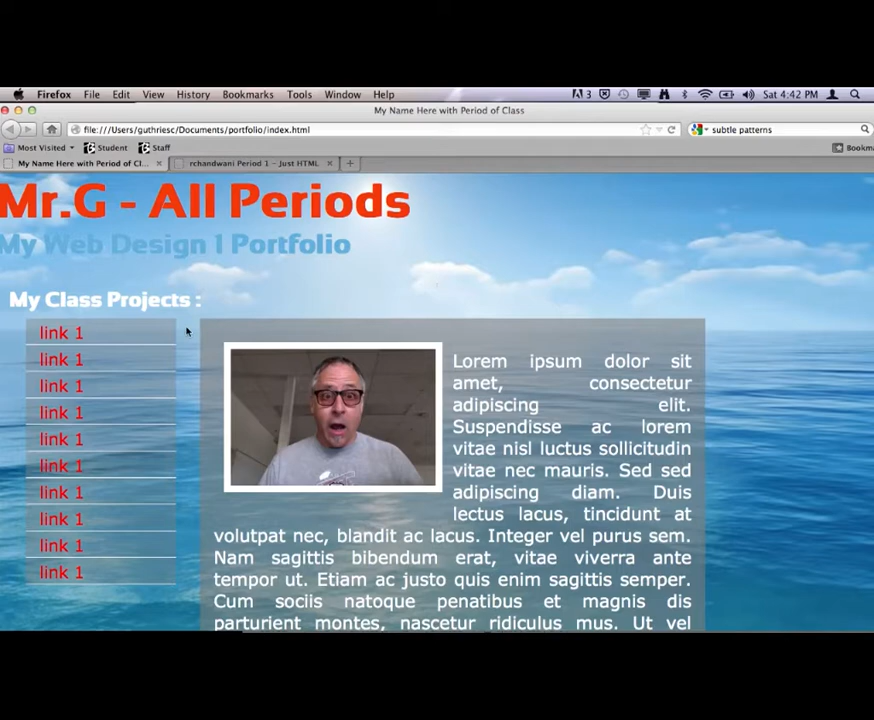 Firefox File Edit View History Bookmarks Tools Window Help 3 Sat 4:42 PM
My Name Here with Period of Class
file:///Users/guthriesc/Documents/portfolio/index.html subtle patterns
Most Visited Student Staff Bookm
My Name Here with Period of Cl... rchandwani Period 1 - Just HTML
Mr.G - All Periods
My Web Design 1 Portfolio
My Class Projects :
link 1
link 1
link 1
link 1
link 1
link 1
link 1
link 1
link 1
link 1
Lorem ipsum dolor sit
amet, consectetur
adipiscing elit.
Suspendisse ac lorem
vitae nisl luctus sollicitudin
vitae nec mauris. Sed sed
adipiscing diam. Duis
lectus lacus, tincidunt at
volutpat nec, blandit ac lacus. Integer vel purus sem.
Nam sagittis bibendum erat, vitae viverra ante
tempor ut. Etiam ac justo quis enim sagittis semper.
Cum sociis natoque penatibus et magnis dis
parturient montes, nascetur ridiculus mus. Ut vel